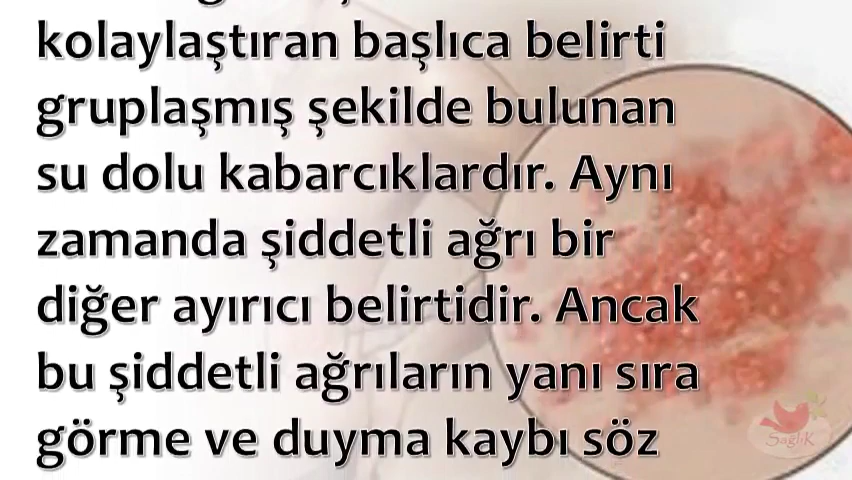 kolaylaştıran başlıca belirti
gruplaşmış şekilde bulunan
su dolu kabarcıklardır. Aynı
zamanda şiddetli ağrı bir
diğer ayırıcı belirtidir. Ancak
bu şiddetli ağrıların yanı sıra
görme ve duyma kaybı söz
Sağlık